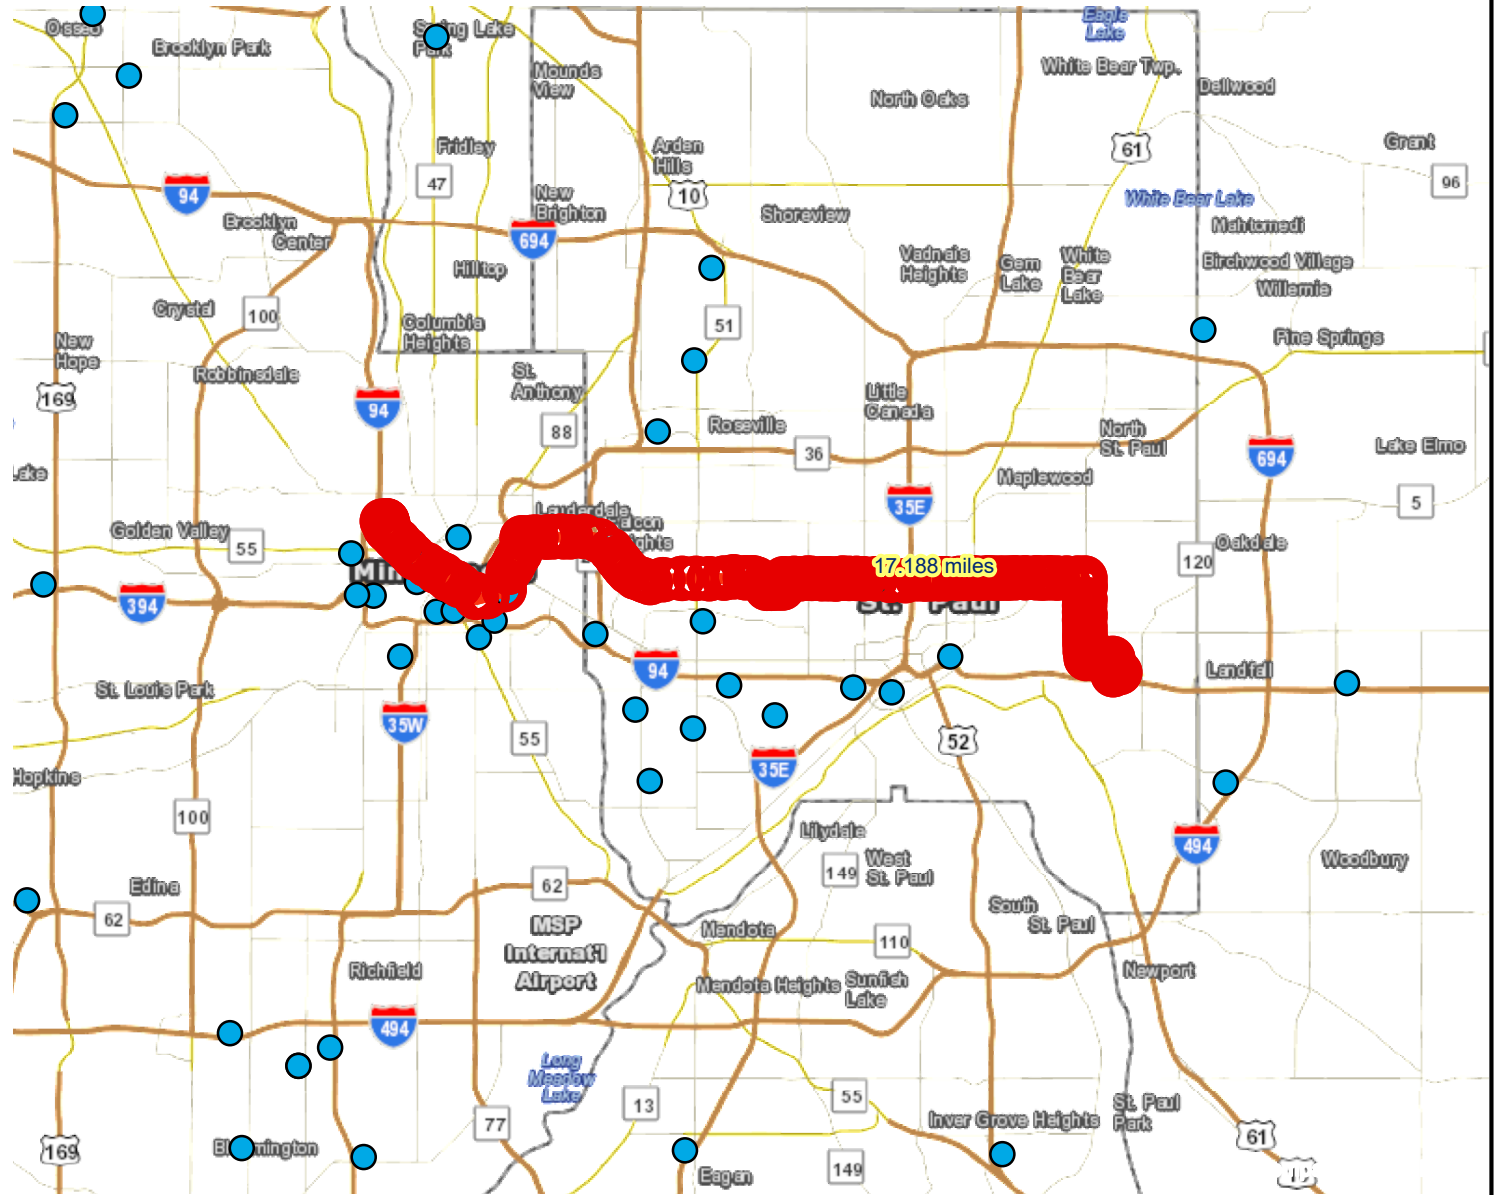 Osseo
Brooklyn Park
Spring Lake
Park
Mounds
View
Eagle
Lake
White Bear Twp.
Dellwood
North Oaks
Grant
61
Fridley
Arden
Hills
47
10
96
94
New
Brighton
White Bear Lake
Shoreview
Brooklyn
Center
694
Mahtomedi
Hilltop
Vadnais
Heights
Gem
Lake
White
Bear
Lake
Birchwood Village
Willernie
Crystal
100
Columbia
Heights
51
New
Hope
Pine Springs
Robbinsdale
St.
Anthony
169
94
Little
Canada
88
Roseville
36
North
St. Paul
694
Lake Elmo
Lake
Maplewood
35E
5
Lauderdale
Golden Valley
55
120
Oakdale
17.188 miles
394
St. Paul
94
Landfall
St. Louis Park
35W
55
52
Hopkins
35E
100
Lilydale
494
149
West
St. Paul
Woodbury
Edina
62
62
MSP
Internat'l
Airport
South
St. Paul
Mendota
110
Richfield
Mendota Heights
Sunfish
Lake
Newport
494
Long
Meadow
Lake
13
55
77
Inver Grove Heights
St. Paul
Park
169
61
149
Eagan